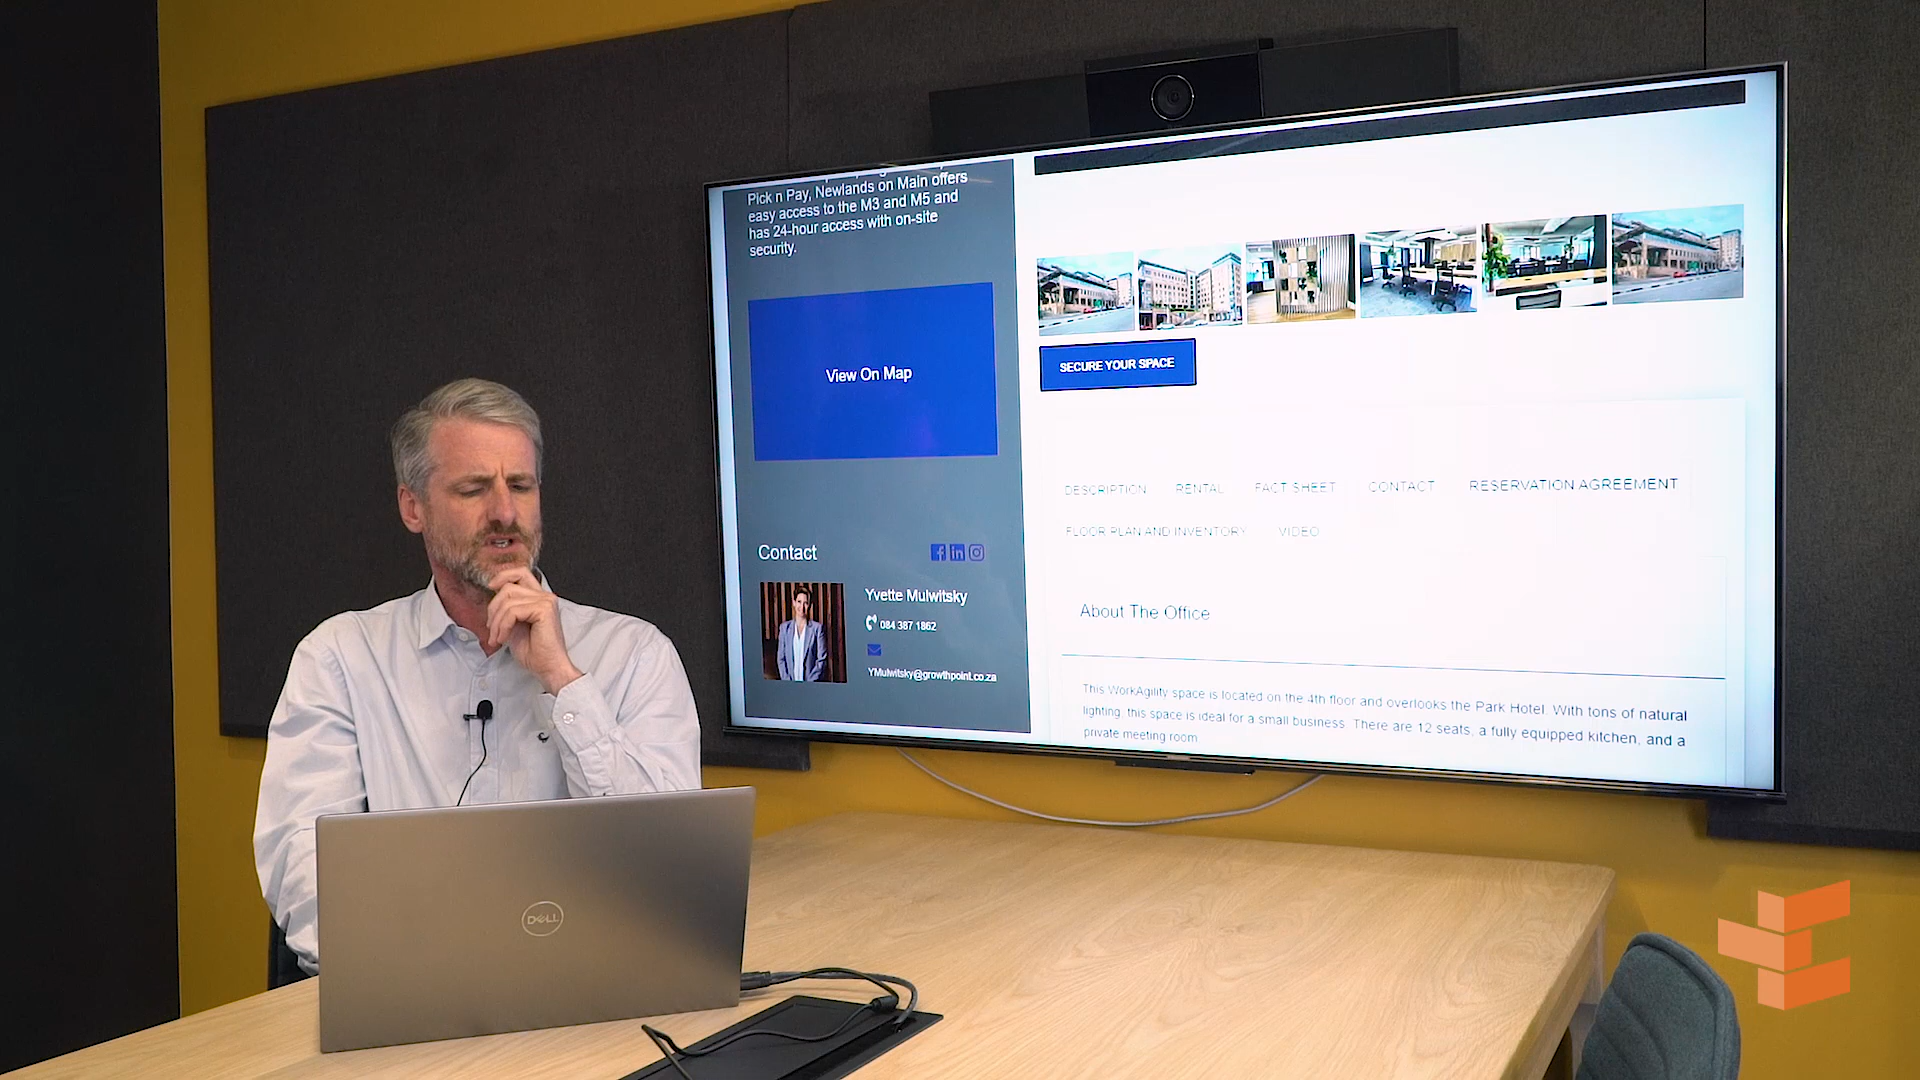 Pick n Pay, Newlands on Main offers
easy access to the M3 and M5 and
has 24-hour access with on-site
security.
View On Map
Contact
Yvette Mulwitsky
084 387 1862
YMulwitsky@growthpoint.co.za
SECURE YOUR SPACE
DESCRIPTION RENTAL FACT SHEET CONTACT RESERVATION AGREEMENT
FLOOR PLAN AND INVENTORY VIDEO
About The Office
This WorkAgility space is located on the 4th floor and overlooks the Park Hotel. With tons of natural
lighting, this space is ideal for a small business. There are 12 seats, a fully equipped kitchen, and a
private meeting room
DELL